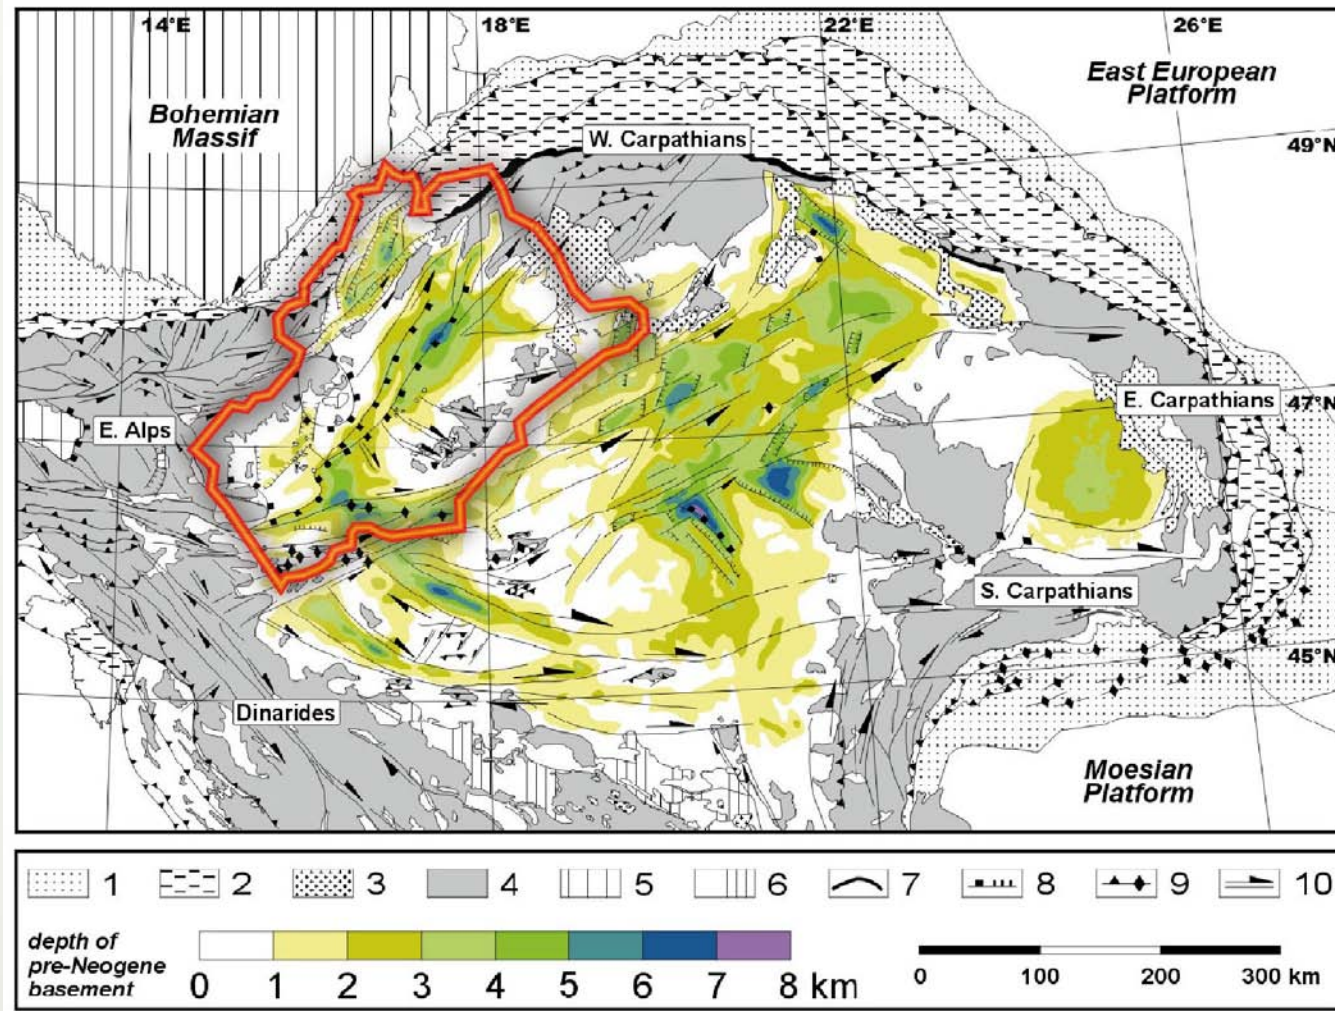 14°E
18°E
22°E
26°E
Bohemian
Massif
East European
Platform
W. Carpathians
49°N
E. Alps
E. Carpathians
47°N
S. Carpathians
45°N
Dinarides
Moesian
Platform
1
2
3
4
5
6
7
8
9
10
depth of
pre-Neogene
basement
0 1 2 3 4 5 6 7 8 km
0 100 200 300 km